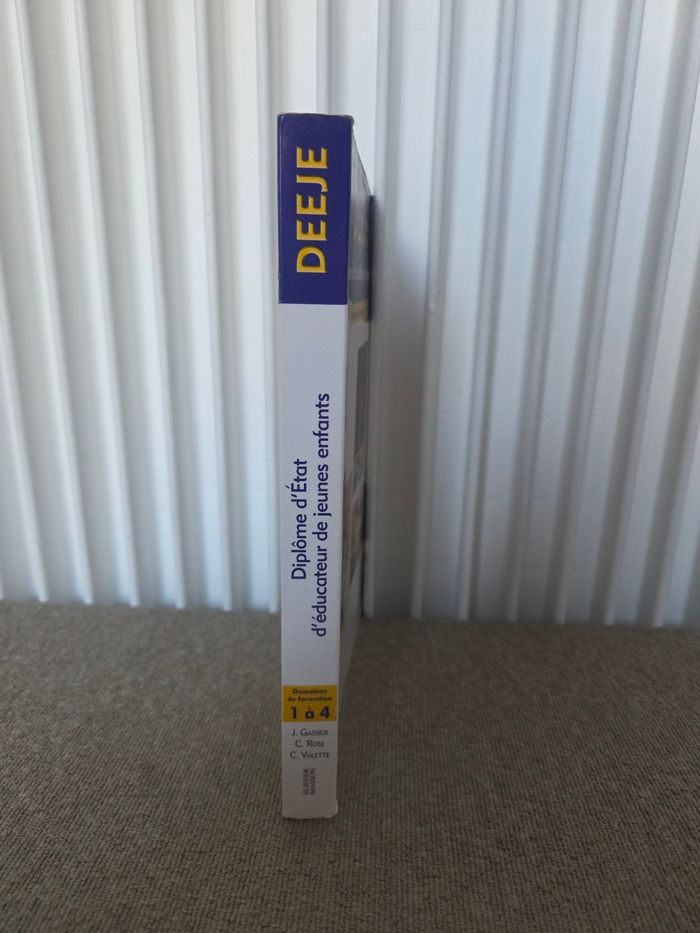 DEEJE
Diplôme d'État
d'éducateur de jeunes enfants
Domaines
de formation
1 à 4
J. Gassier
C. Rose
C. Valette
ELSEVIER
MASSON